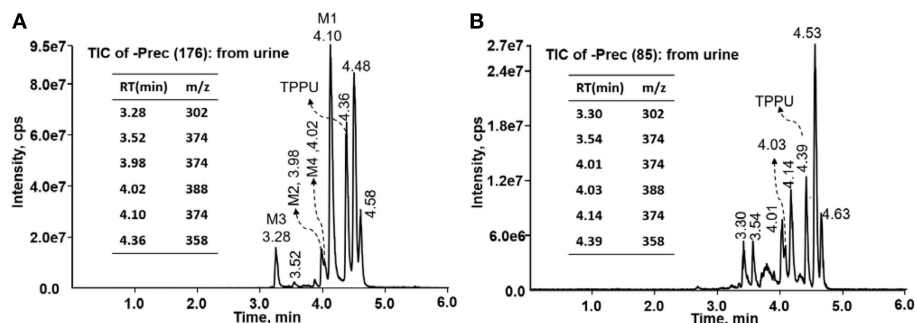 A
TIC of -Prec (176): from urine
RT(min) m/z
3.28 302
3.52 374
3.98 374
4.02 388
4.10 374
4.36 358
Intensity, cps
9.5e7
8.0e7
6.0e7
4.0e7
2.0e7
0.0
M3
3.28
3.52
M2, 3.98
M4, 4.02
TPPU
M1
4.10
4.36
4.48
4.58
1.0 2.0 3.0 4.0 5.0 6.0
Time, min
B
TIC of -Prec (85): from urine
RT(min) m/z
3.30 302
3.54 374
4.01 374
4.03 388
4.14 374
4.39 358
Intensity, cps
2.7e7
2.4e7
1.8e7
1.2e7
6.0e6
0.0
3.30
3.54
4.01
4.03
4.14
TPPU
4.39
4.53
4.63
1.0 2.0 3.0 4.0 5.0 6.0
Time, min